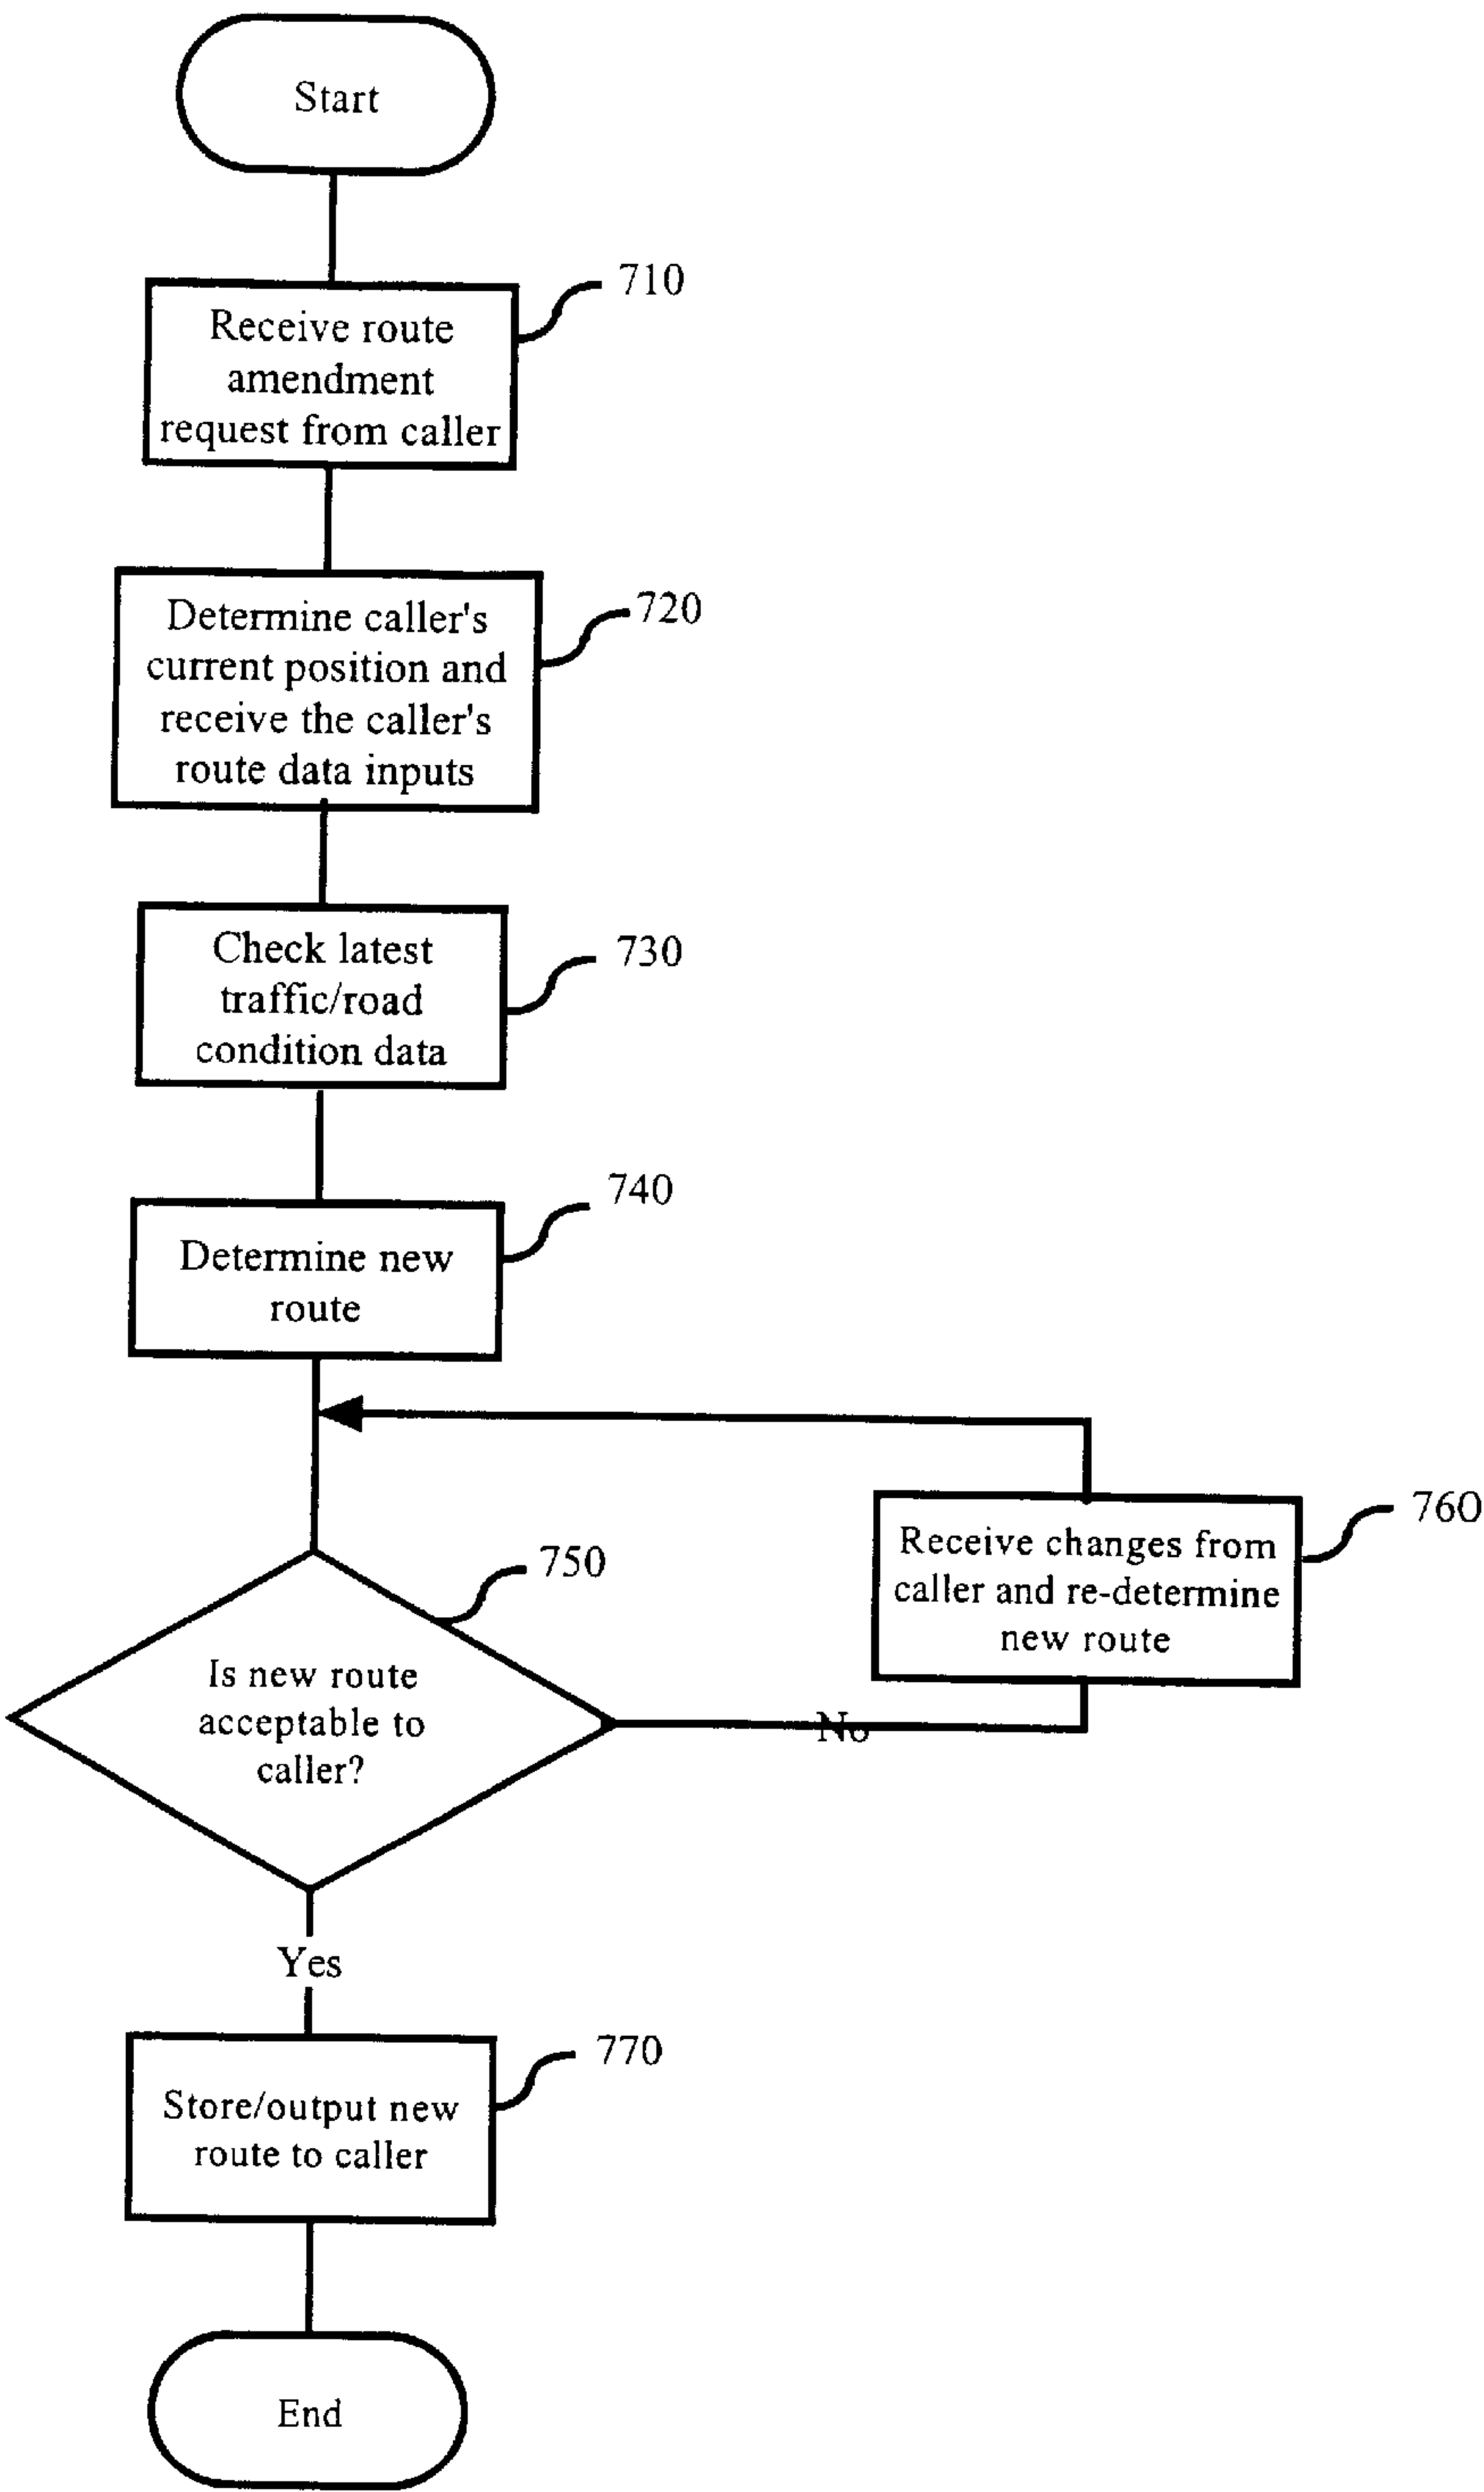 Start
710
Receive route
amendment
request from caller
720
Determine caller's
current position and
receive the caller's
route data inputs
730
Check latest
traffic/road
condition data
740
Determine new
route
760
Receive changes from
caller and re-determine
new route
750
Is new route
acceptable to
caller?
No
Yes
770
Store/output new
route to caller
End